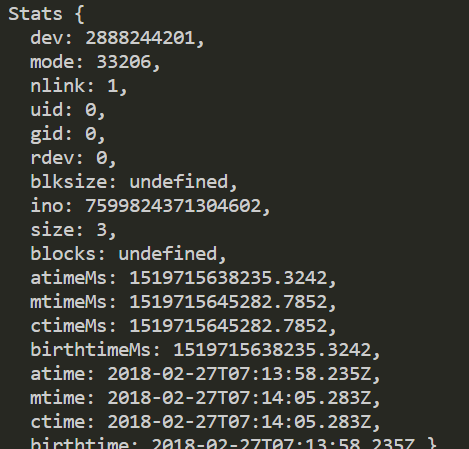 Stats {
dev: 2888244201,
mode: 33206,
nlink: 1,
uid: 0,
gid: 0,
rdev: 0,
blksize: undefined,
ino: 7599824371304602,
size: 3,
blocks: undefined,
atimeMs: 1519715638235.3242,
mtimeMs: 1519715645282.7852,
ctimeMs: 1519715645282.7852,
birthtimeMs: 1519715638235.3242,
atime: 2018-02-27T07:13:58.235Z,
mtime: 2018-02-27T07:14:05.283Z,
ctime: 2018-02-27T07:14:05.283Z,
birthtime: 2018-02-27T07:13:58.235Z }